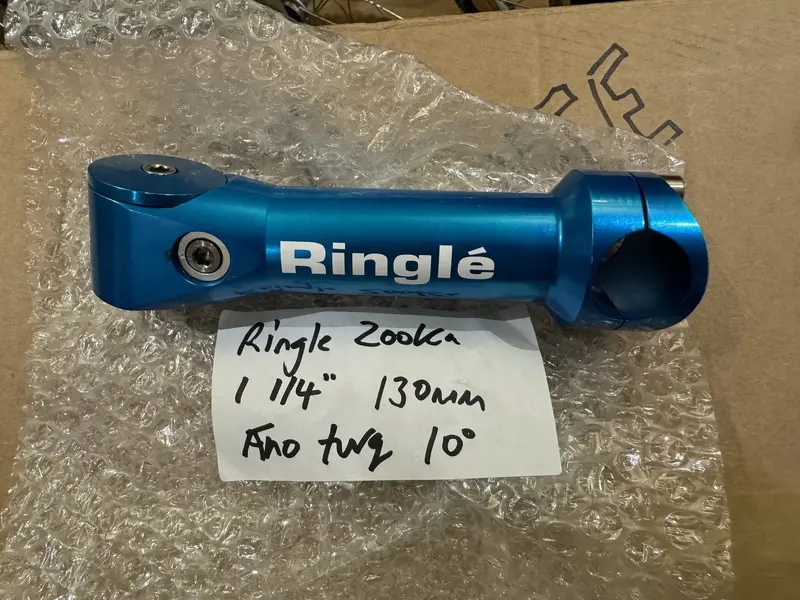 Ringlé
Ringle Zooka
1 1/4" 130mm
Ano turq 10°